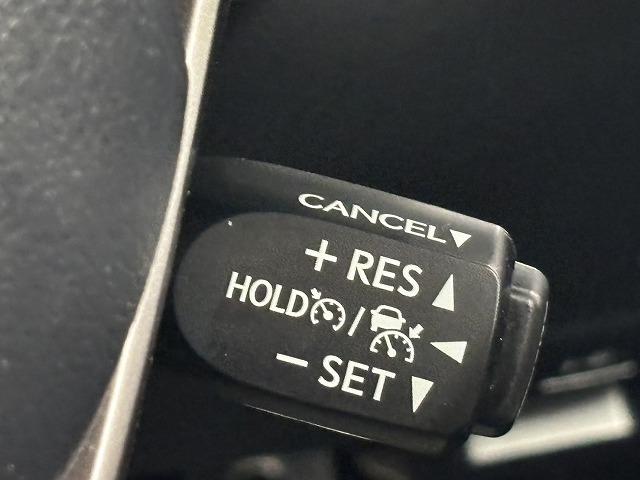 CANCEL▼
+ RES ▲
HOLD / ◀
− SET ▼